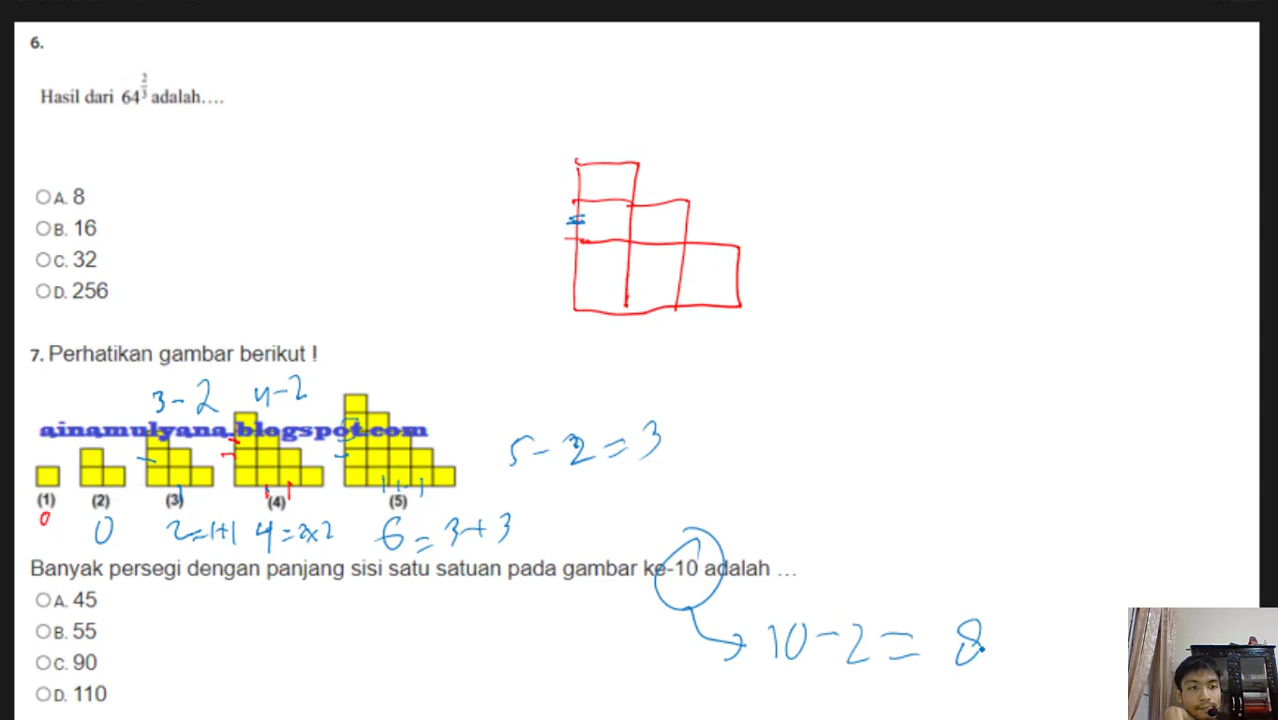 6.
Hasil dari 64^(2/3) adalah....
A. 8
B. 16
C. 32
D. 256
7. Perhatikan gambar berikut !
3-2 4-2
ainamulyana.blogspot.com
5-2=3
(1) (2) (3) (4) (5)
0 0 2=1+1 4=2x2 6=3+3
Banyak persegi dengan panjang sisi satu satuan pada gambar ke-10 adalah ...
A. 45
B. 55
C. 90
D. 110
10-2=8